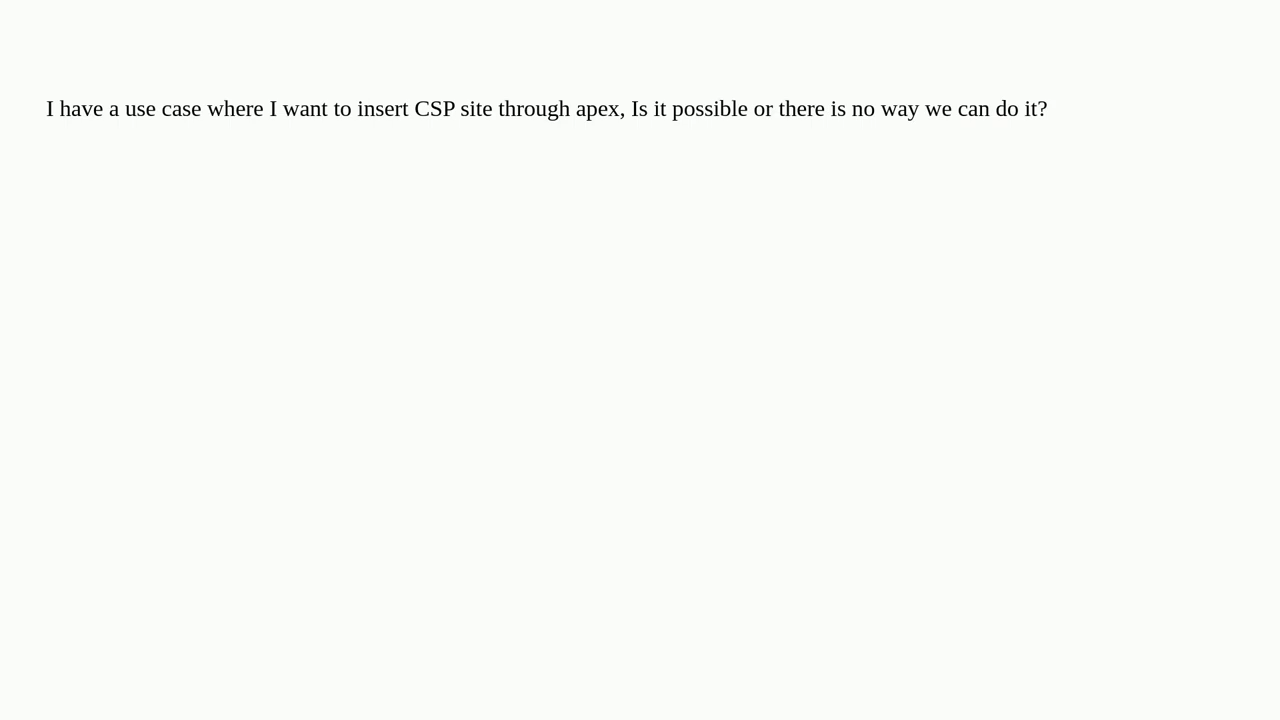 I have a use case where I want to insert CSP site through apex, Is it possible or there is no way we can do it?